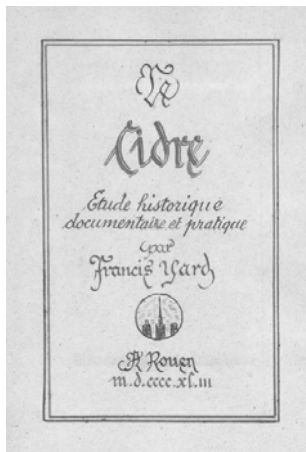 Le
Cidre
Etude historique
documentaire et pratique
par
Francis Yard
A Rouen
m.d.cccc.xl.iii